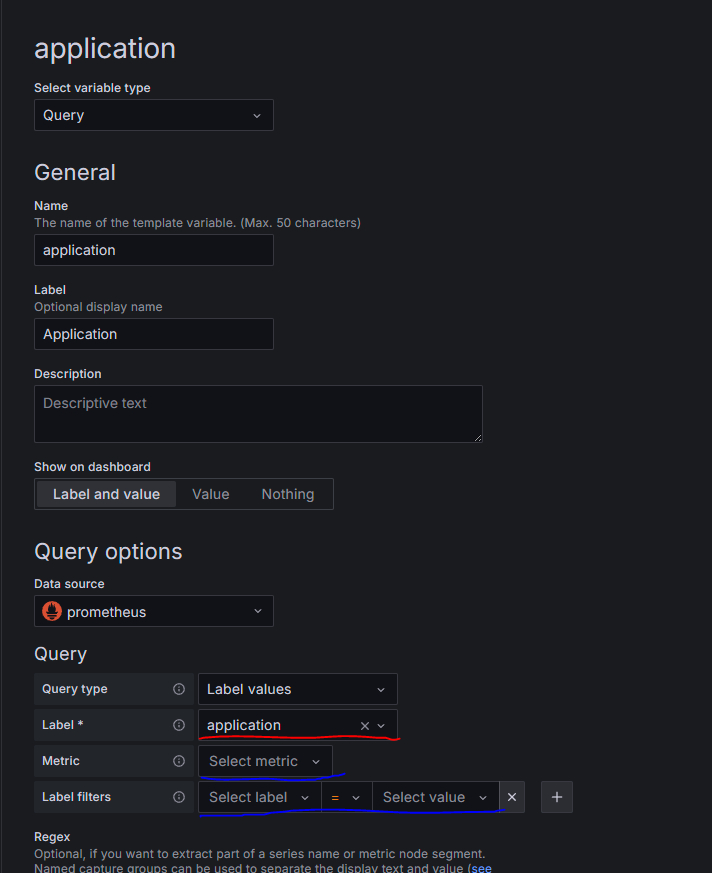 application
Select variable type
Query
General
Name
The name of the template variable. (Max. 50 characters)
application
Label
Optional display name
Application
Description
Descriptive text
Show on dashboard
Label and value Value Nothing
Query options
Data source
prometheus
Query
Query type Label values
Label * application
Metric Select metric
Label filters Select label = Select value
Regex
Optional, if you want to extract part of a series name or metric node segment.
Named capture groups can be used to separate the display text and value (see